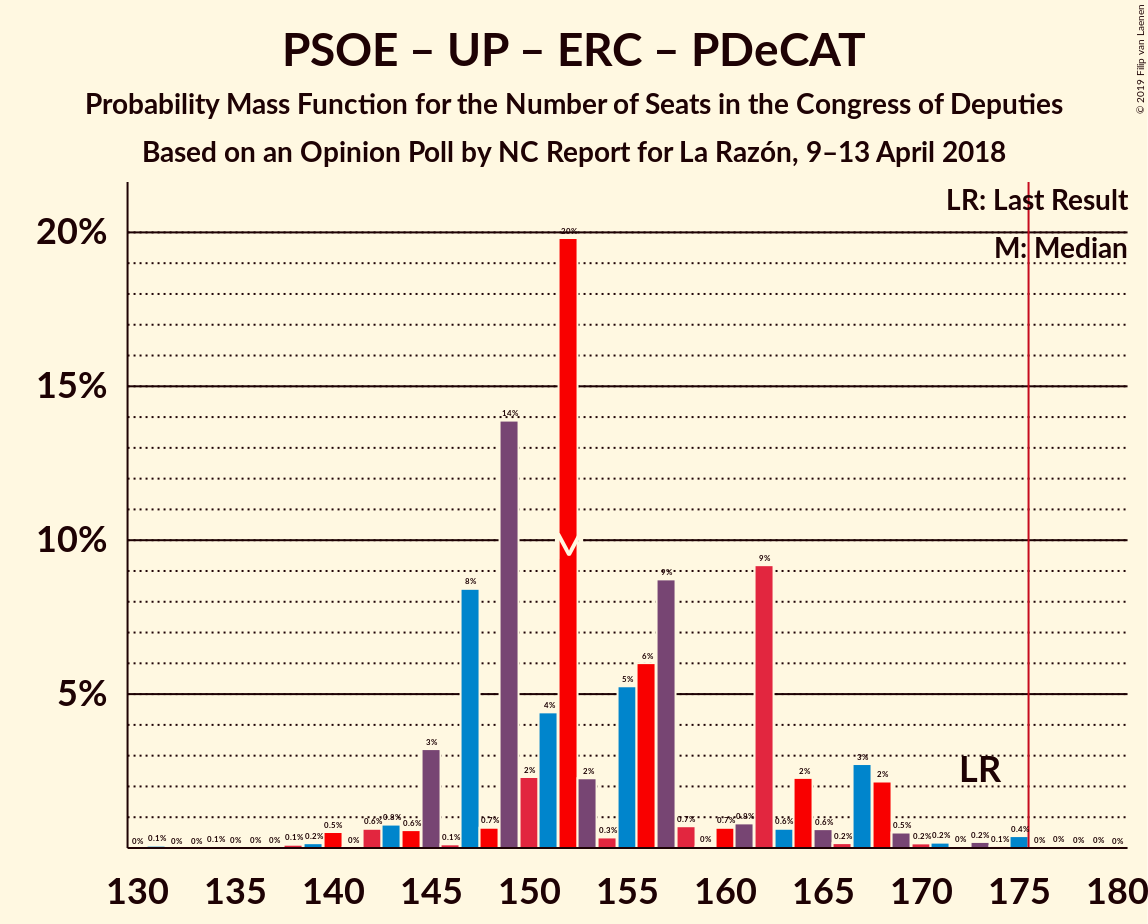 PSOE – UP – ERC – PDeCAT
Probability Mass Function for the Number of Seats in the Congress of Deputies
Based on an Opinion Poll by NC Report for La Razón, 9–13 April 2018
© 2019 Filip van Laenen
LR: Last Result
M: Median
20%
15%
10%
5%
0% 0.1% 0% 0% 0.1% 0% 0% 0% 0.1% 0.2% 0.5% 0% 0.6% 0.8% 0.6% 3% 0.1% 8% 0.7% 14% 2% 4% 20% 2% 0.3% 5% 6% 9% 0.7% 0% 0.7% 0.8% 9% 0.6% 2% 0.6% 0.2% 3% 2% 0.5% 0.2% 0.2% 0% 0.2% 0.1% 0.4% 0% 0% 0% 0% 0%
LR
130 135 140 145 150 155 160 165 170 175 180